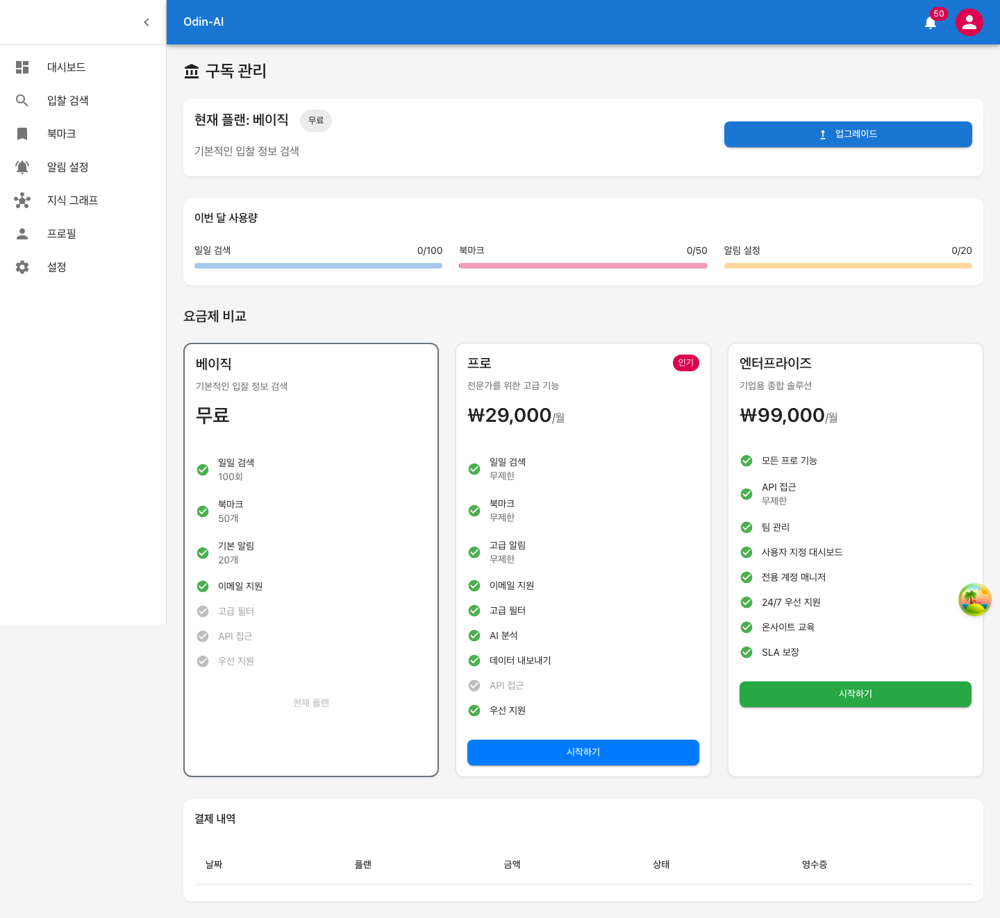 Odin-AI
50
대시보드
입찰 검색
북마크
알림 설정
지식 그래프
프로필
설정
구독 관리
현재 플랜: 베이직
무료
기본적인 입찰 정보 검색
업그레이드
이번 달 사용량
일일 검색 0/100
북마크 0/50
알림 설정 0/20
요금제 비교
베이직
기본적인 입찰 정보 검색
무료
일일 검색
100회
북마크
50개
기본 알림
20개
이메일 지원
고급 필터
API 접근
우선 지원
현재 플랜
프로
인기
전문가를 위한 고급 기능
₩29,000/월
일일 검색
무제한
북마크
무제한
고급 알림
무제한
이메일 지원
고급 필터
AI 분석
데이터 내보내기
API 접근
우선 지원
시작하기
엔터프라이즈
기업용 종합 솔루션
₩99,000/월
모든 프로 기능
API 접근
무제한
팀 관리
사용자 지정 대시보드
전용 계정 매니저
24/7 우선 지원
온사이트 교육
SLA 보장
시작하기
결제 내역
날짜 플랜 금액 상태 영수증